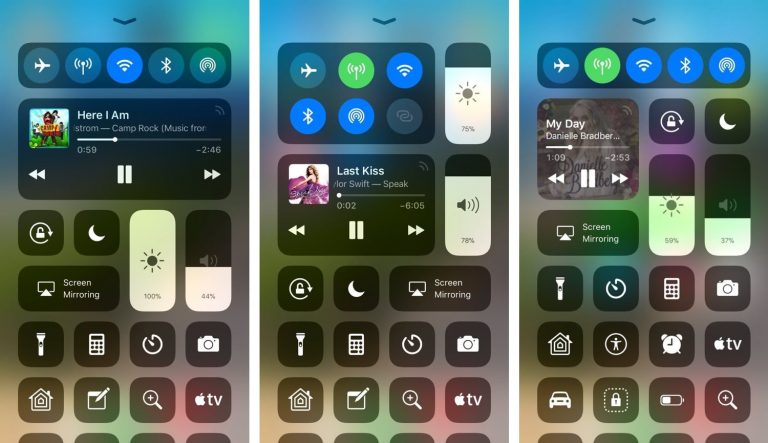 Here I Am
strom — Camp Rock (Music fron
0:59
−2:46
100%
44%
Screen
Mirroring
tv
75%
Last Kiss
lor Swift — Speak
0:02
−6:05
78%
Screen
Mirroring
tv
My Day
Danielle Bradber...
1:09
−2:53
Screen
Mirroring
59%
37%
tv